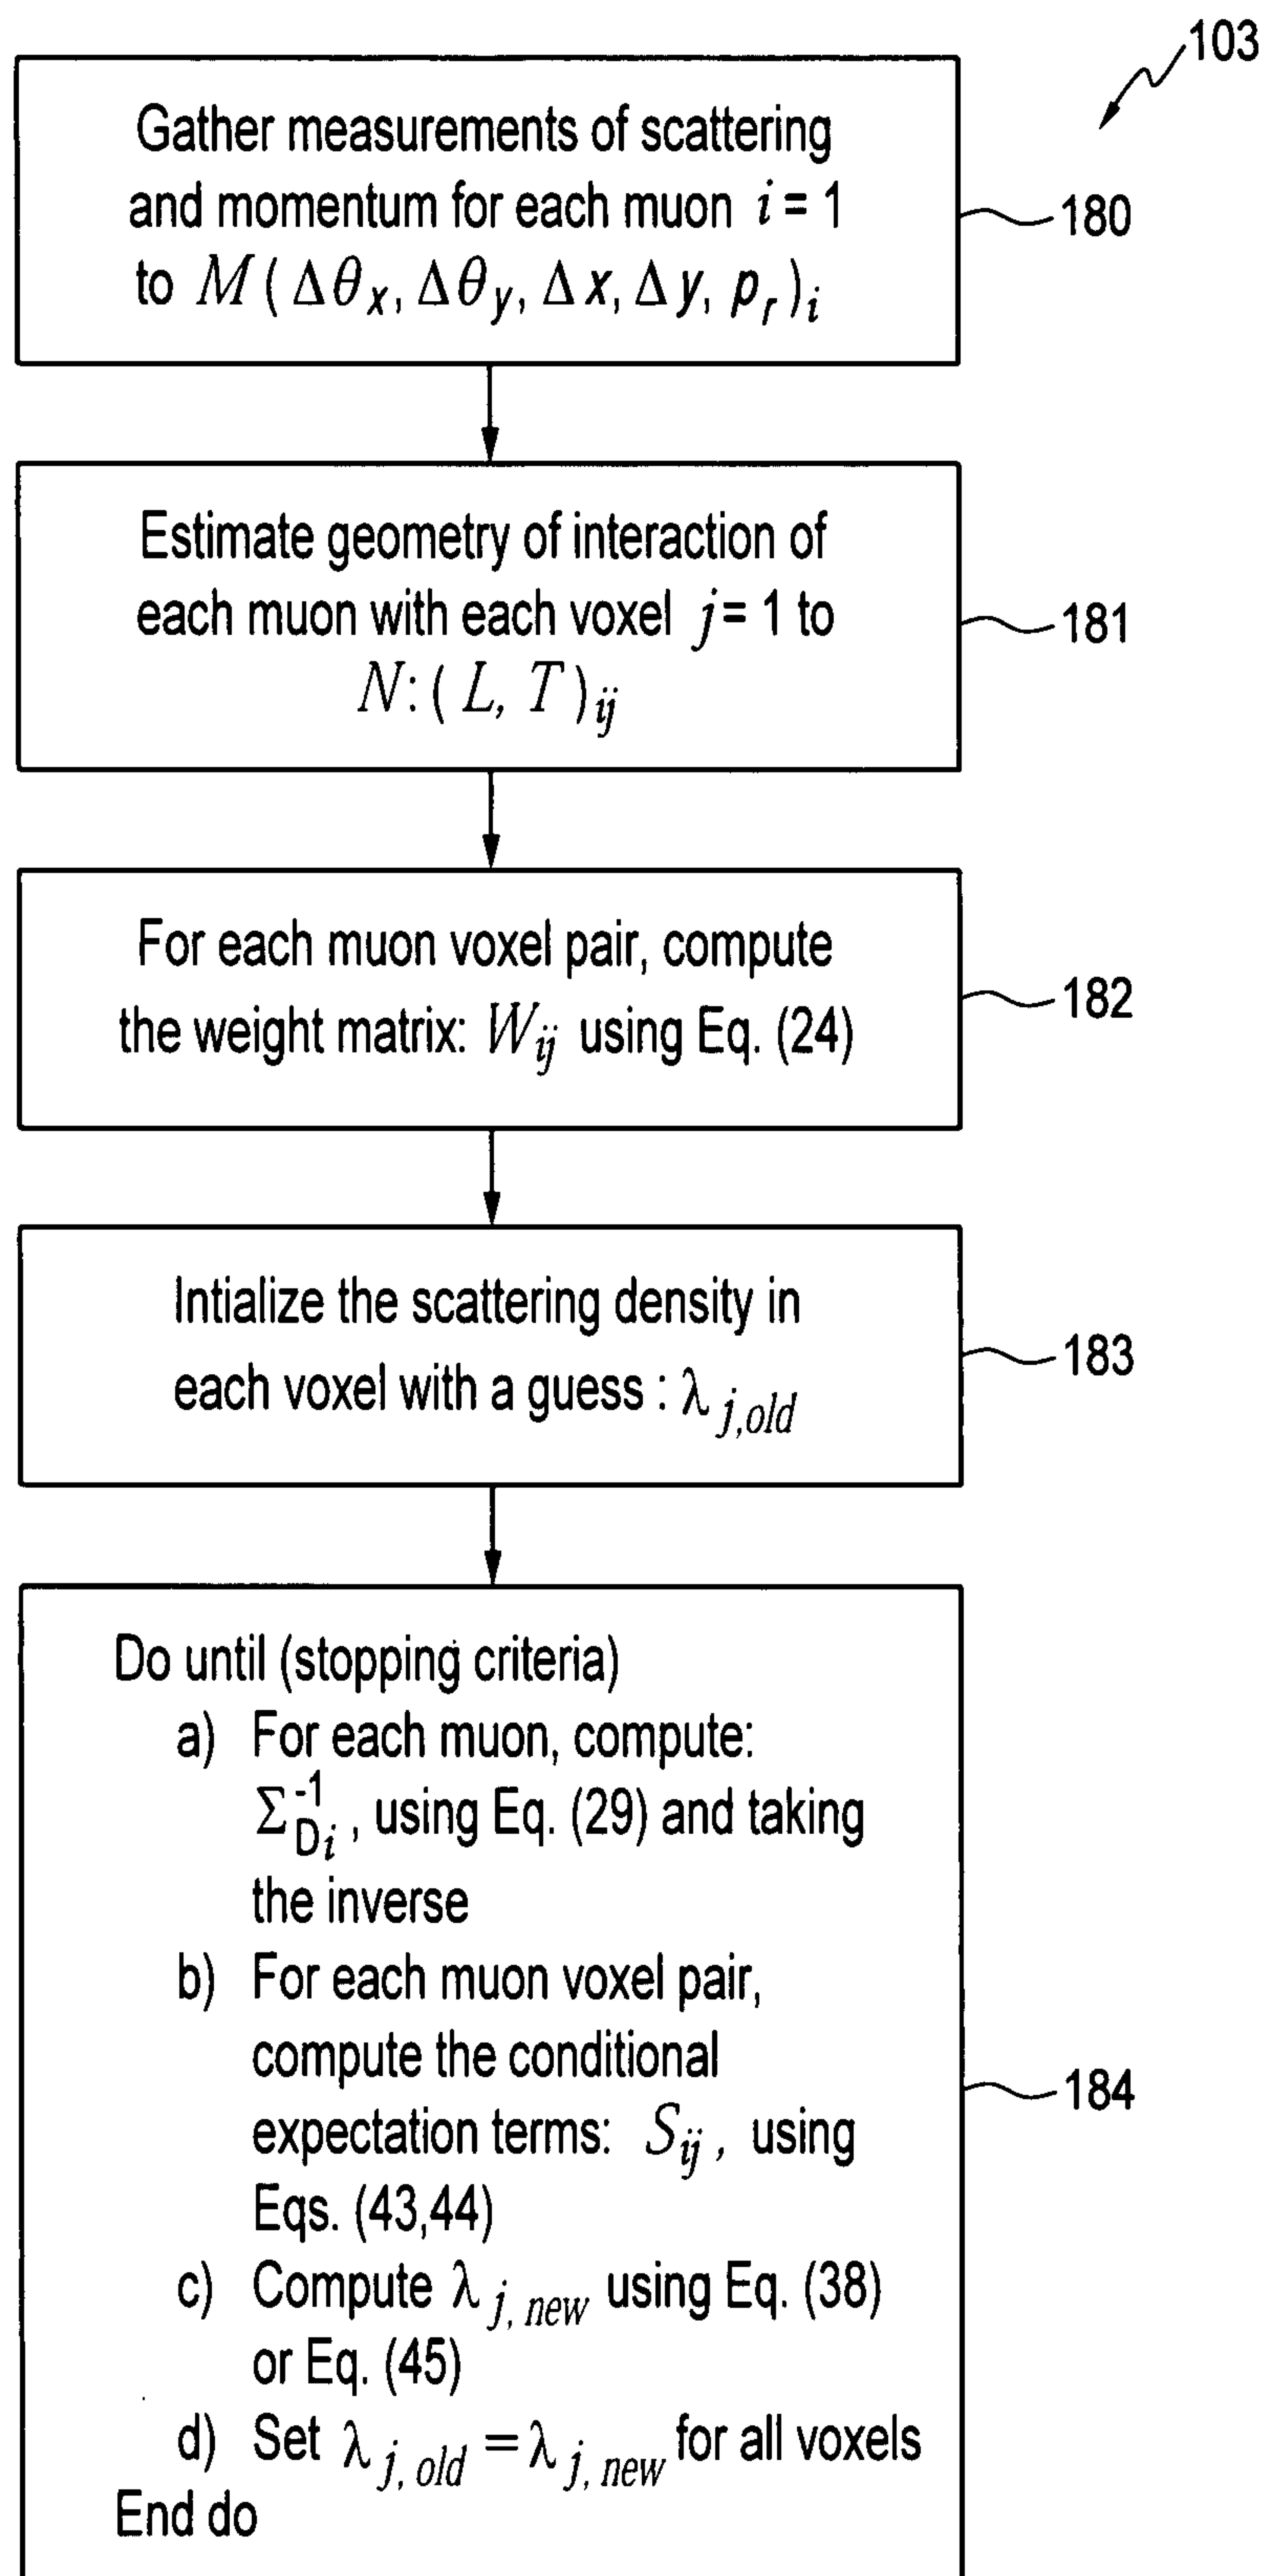 103
Gather measurements of scattering
and momentum for each muon i = 1
to M ( Δθx, Δθy, Δx, Δy, pr)i
180
Estimate geometry of interaction of
each muon with each voxel j = 1 to
N: ( L, T )ij
181
For each muon voxel pair, compute
the weight matrix: Wij using Eq. (24)
182
Intialize the scattering density in
each voxel with a guess : λj,old
183
Do until (stopping criteria)
a) For each muon, compute:
Σ-1Di , using Eq. (29) and taking
the inverse
b) For each muon voxel pair,
compute the conditional
expectation terms: Sij , using
Eqs. (43,44)
c) Compute λj, new using Eq. (38)
or Eq. (45)
d) Set λj, old = λj, new for all voxels
End do
184